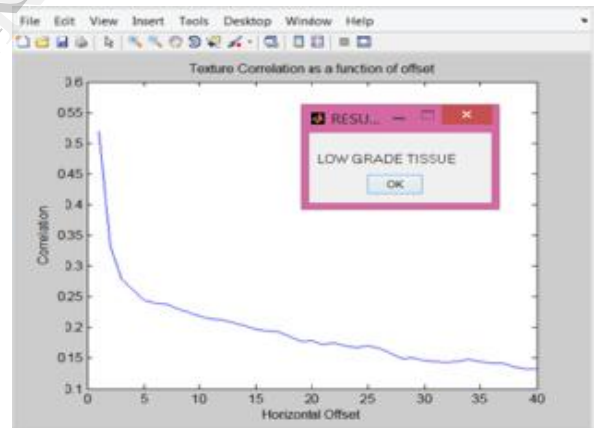 File Edit View Insert Tools Desktop Window Help
Texture Correlation as a function of offset
0.6
0.55
0.5
0.45
0.4
0.35
0.3
0.25
0.2
0.15
0.1
Correlation
0 5 10 15 20 25 30 35 40
Horizontal Offset
RESU...
LOW GRADE TISSUE
OK